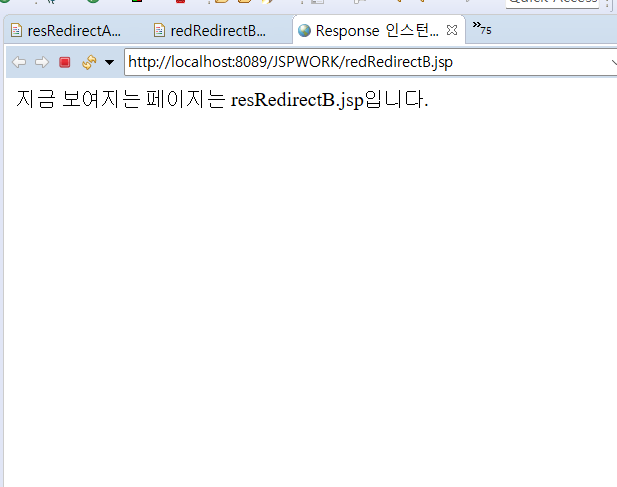 Quick Access
resRedirectA... redRedirectB... Response 인스턴... »75
http://localhost:8089/JSPWORK/redRedirectB.jsp
지금 보여지는 페이지는 resRedirectB.jsp입니다.